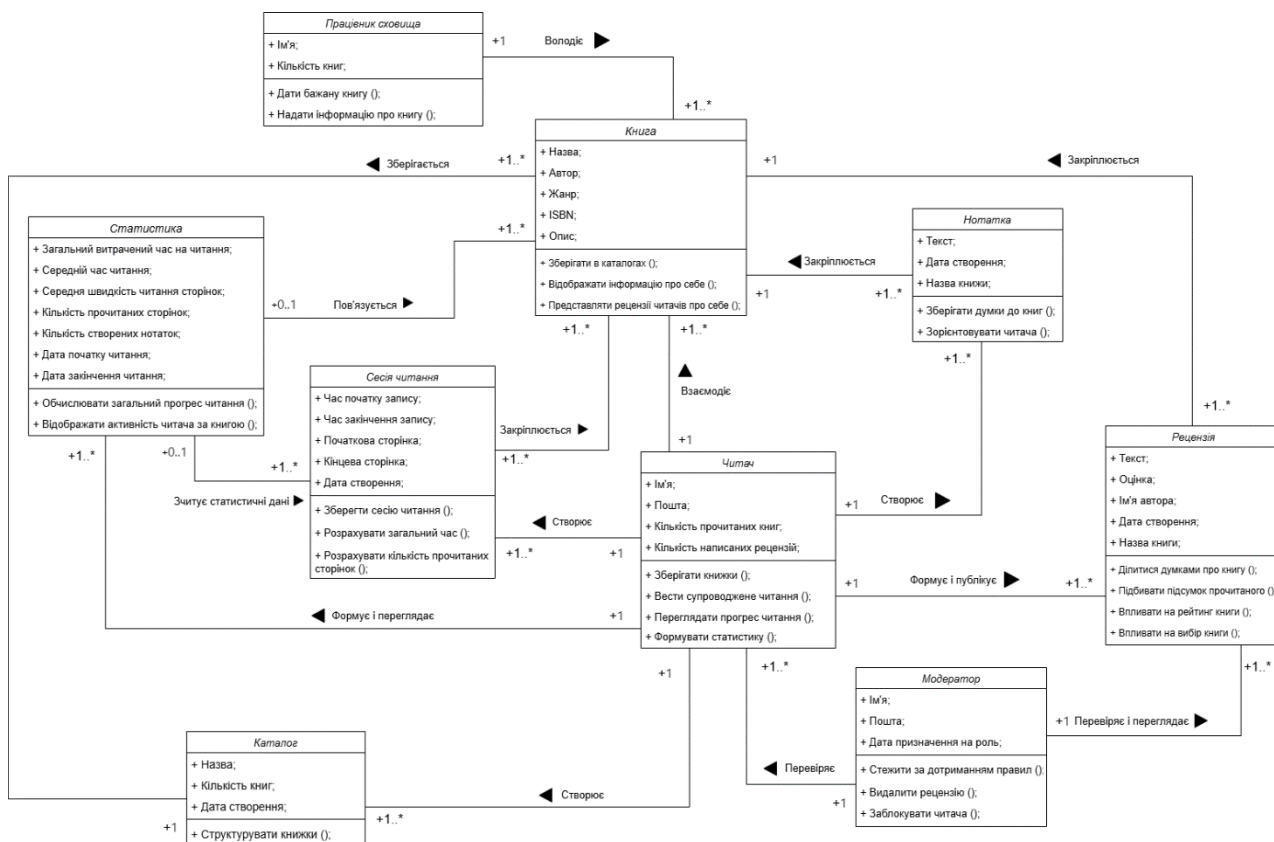 Працівник сховища
+ Ім'я;
+ Кількість книг;
+ Дати бажану книгу ();
+ Надати інформацію про книгу ();
+1
Володіє
+1..*
Книга
+ Назва;
+ Автор;
+ Жанр;
+ ISBN;
+ Опис;
+ Зберігати в каталогах ();
+ Відображати інформацію про себе ();
+ Представляти рецензії читачів про себе ();
Зберігається
+1..*
+1
Закріплюється
Статистика
+ Загальний витрачений час на читання;
+ Середній час читання;
+ Середня швидкість читання сторінок;
+ Кількість прочитаних сторінок;
+ Кількість створених нотаток;
+ Дата початку читання;
+ Дата закінчення читання;
+ Обчислювати загальний прогрес читання ();
+ Відображати активність читача за книгою ();
+1..*
+0..1
Пов'язується
Нотатка
+ Текст;
+ Дата створення;
+ Назва книжи;
+ Зберігати думки до книг ();
+ Зорієнтовувати читача ();
Закріплюється
+1
+1..*
+1..*
+1..*
+1..*
Взаємодіє
+1
Сесія читання
+ Час початку запису;
+ Час закінчення запису;
+ Початкова сторінка;
+ Кінцева сторінка;
+ Дата створення;
+ Зберегти сесію читання ();
+ Розрахувати загальний час ();
+ Розрахувати кількість прочитаних
сторінок ();
Закріплюється
+1..*
+1..*
+0..1
+1..*
Зчитує статистичні дані
Створює
+1..*
+1
Читач
+ Ім'я;
+ Пошта;
+ Кількість прочитаних книг;
+ Кількість написаних рецензій;
+ Зберігати книжки ();
+ Вести супроводжене читання ();
+ Переглядати прогрес читання ();
+ Формувати статистику ();
+1
Створює
+1..*
Рецензія
+ Текст;
+ Оцінка;
+ Ім'я автора;
+ Дата створення;
+ Назва книги;
+ Ділитися думками про книгу ();
+ Підбивати підсумок прочитаного ()
+ Впливати на рейтинг книги ();
+ Впливати на вибір книги ();
+1
Формує і публікує
+1..*
Формує і переглядає
+1
+1
+1..*
+1..*
Модератор
+ Ім'я;
+ Пошта;
+ Дата призначення на роль;
+ Стежити за дотриманням правил ();
+ Видалити рецензію ();
+ Заблокувати читача ();
+1
Перевіряє і переглядає
Перевіряє
+1
Каталог
+ Назва;
+ Кількість книг;
+ Дата створення;
+ Структурувати книжки ();
Створює
+1..*
+1